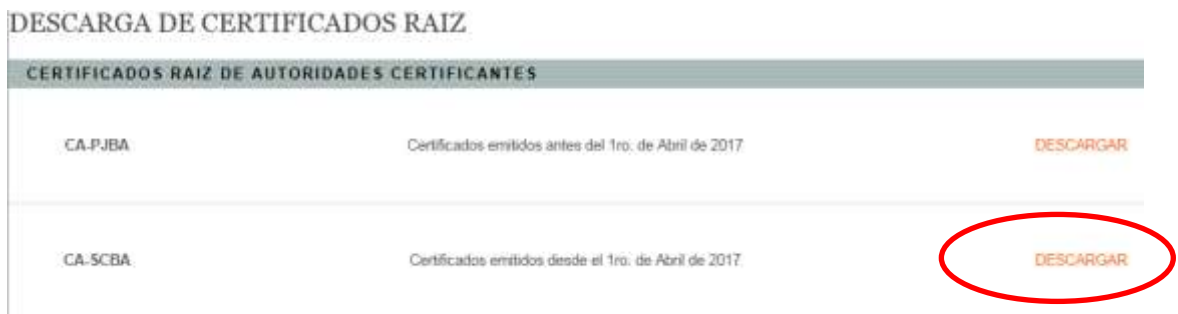 DESCARGA DE CERTIFICADOS RAIZ
CERTIFICADOS RAIZ DE AUTORIDADES CERTIFICANTES
CA-PJBA Certificados emitidos antes del 1ro. de Abril de 2017 DESCARGAR
CA-SCBA Certificados emitidos desde el 1ro. de Abril de 2017 DESCARGAR